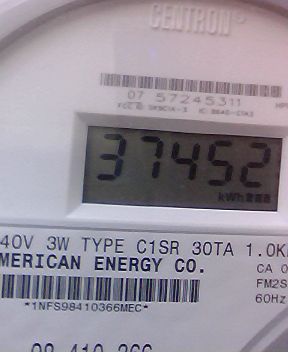 CENTRON
07 57245311
37452
kWh
40V 3W TYPE C1SR 30TA 1.0K
MERICAN ENERGY CO.
CA 0
FM2S
*1NFS98410366MEC*
60Hz